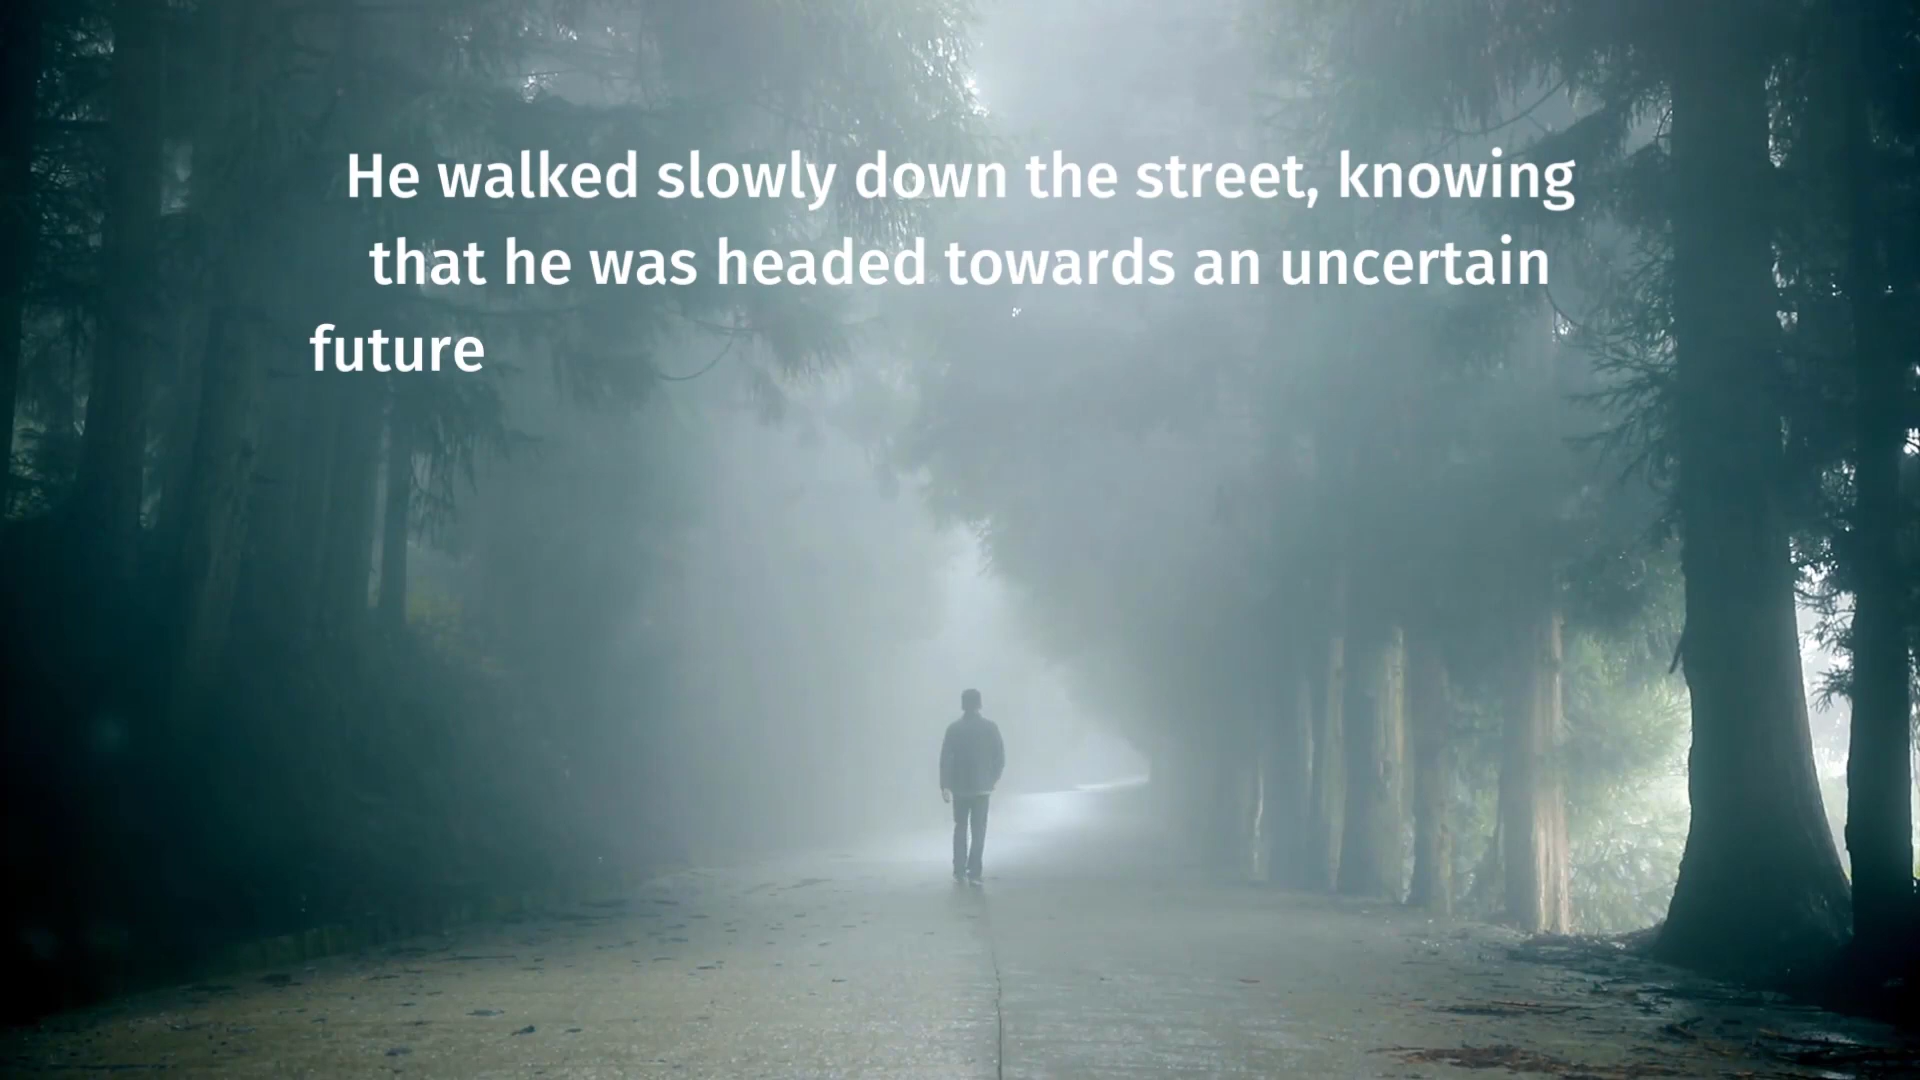 He walked slowly down the street, knowing
that he was headed towards an uncertain
future